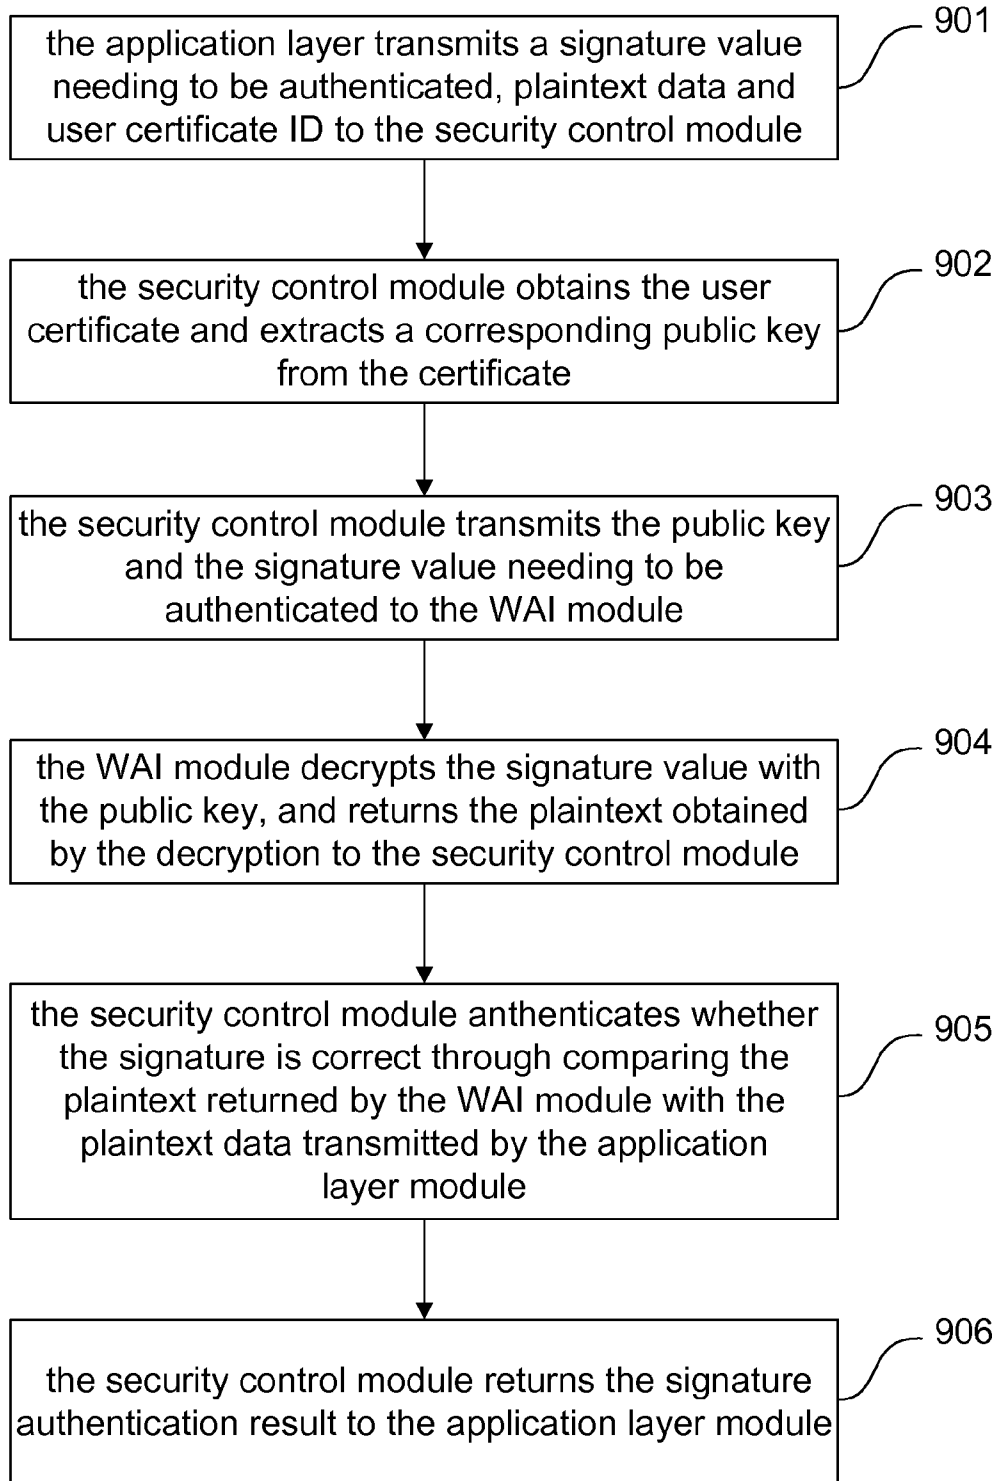 the application layer transmits a signature value
needing to be authenticated, plaintext data and
user certificate ID to the security control module
901
the security control module obtains the user
certificate and extracts a corresponding public key
from the certificate
902
the security control module transmits the public key
and the signature value needing to be
authenticated to the WAI module
903
the WAI module decrypts the signature value with
the public key, and returns the plaintext obtained
by the decryption to the security control module
904
the security control module anthenticates whether
the signature is correct through comparing the
plaintext returned by the WAI module with the
plaintext data transmitted by the application
layer module
905
the security control module returns the signature
authentication result to the application layer module
906